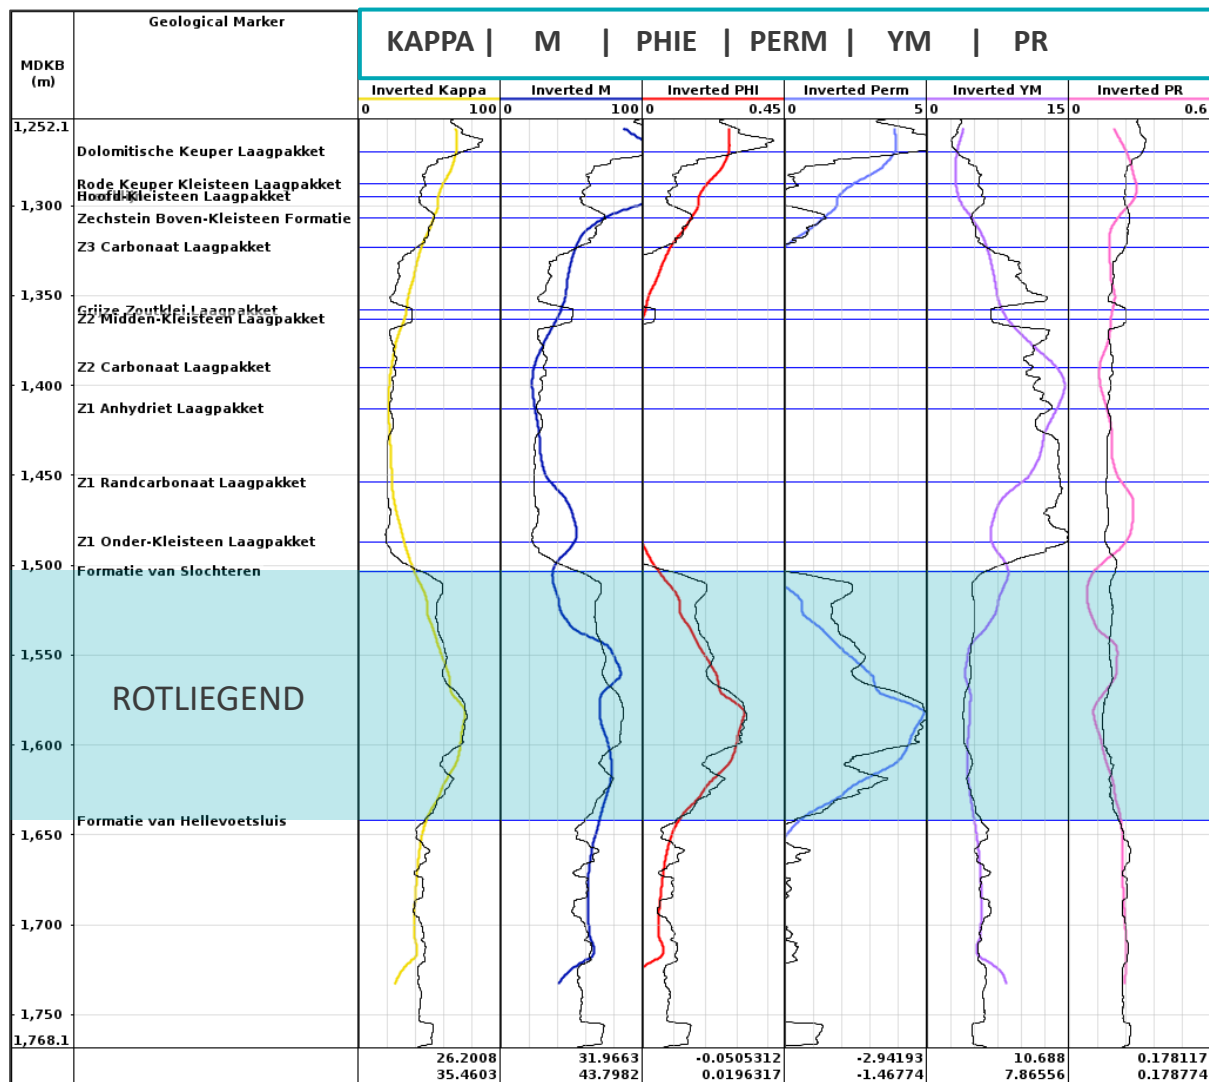 Geological Marker
KAPPA | M | PHIE | PERM | YM | PR
MDKB
(m)
Inverted Kappa Inverted M Inverted PHI Inverted Perm Inverted YM Inverted PR
0 100 0 100 0 0.45 0 5 0 15 0 0.6
1,252.1
Dolomitische Keuper Laagpakket
Rode Keuper Kleisteen Laagpakket
Hoofd-Kleisteen Laagpakket
1,300
Zechstein Boven-Kleisteen Formatie
Z3 Carbonaat Laagpakket
1,350
Grijze Zoutklei Laagpakket
Z2 Midden-Kleisteen Laagpakket
Z2 Carbonaat Laagpakket
1,400
Z1 Anhydriet Laagpakket
1,450
Z1 Randcarbonaat Laagpakket
Z1 Onder-Kleisteen Laagpakket
1,500
Formatie van Slochteren
1,550
ROTLIEGEND
1,600
Formatie van Hellevoetsluis
1,650
1,700
1,750
1,768.1
26.2008 31.9663 -0.0505312 -2.94193 10.688 0.178117
35.4603 43.7982 0.0196317 -1.46774 7.86556 0.178774